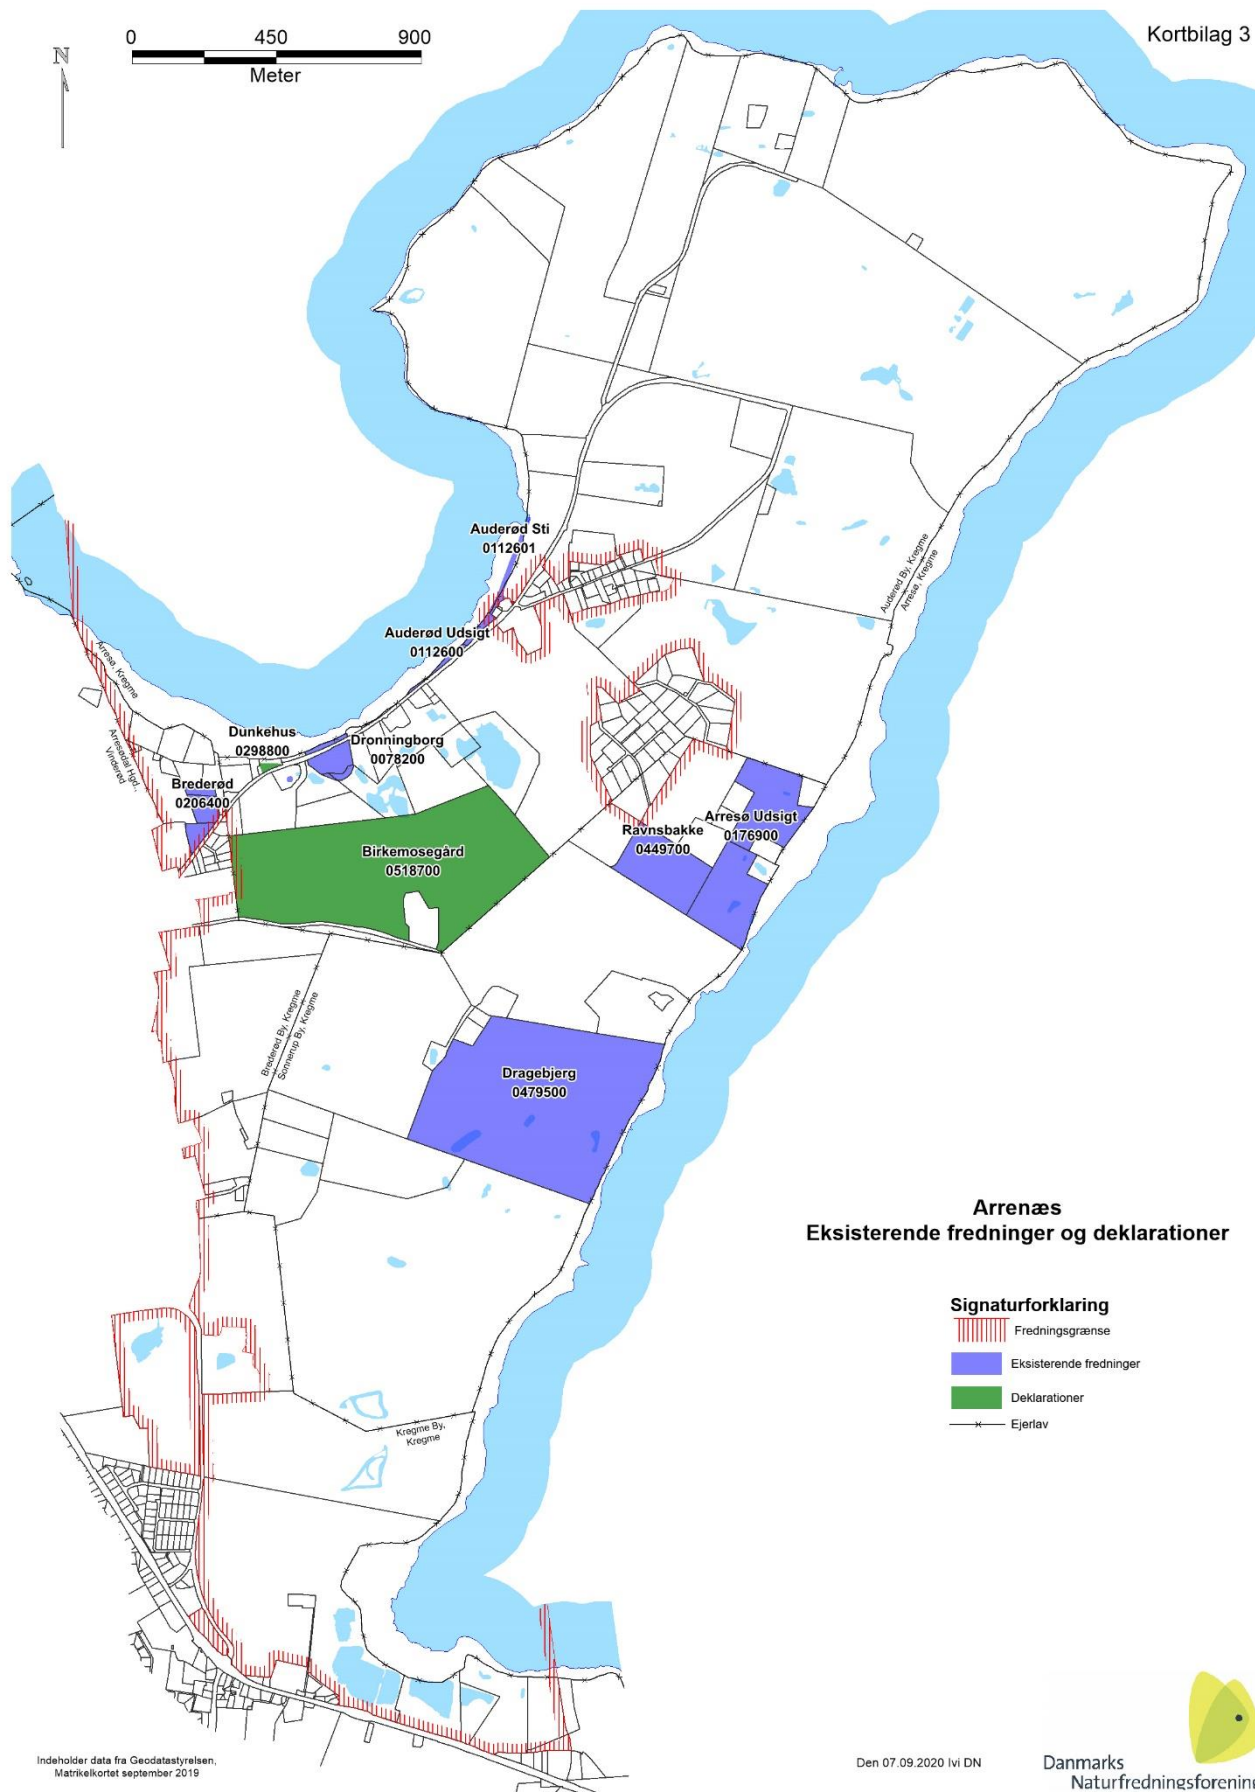 Kortbilag 3
N
0 450 900
Meter
Auderød Sti
0112601
Auderød By, Kregme
Arresø, Kregme
Auderød Udsigt
0112600
Arresø, Kregme
Arresødal Hgd.,
Vinderød
Dunkehus
0298800
Dronningborg
0078200
Brederød
0206400
Arresø Udsigt
0176900
Ravnsbakke
0449700
Birkemosegård
0518700
Brederød By, Kregme
Sonnerup By, Kregme
Dragebjerg
0479500
Arrenæs
Eksisterende fredninger og deklarationer
Signaturforklaring
Fredningsgrænse
Eksisterende fredninger
Deklarationer
Ejerlav
Kregme By,
Kregme
Indeholder data fra Geodatastyrelsen,
Matrikelkortet september 2019
Den 07.09.2020 lvi DN
Danmarks
Naturfredningsforening